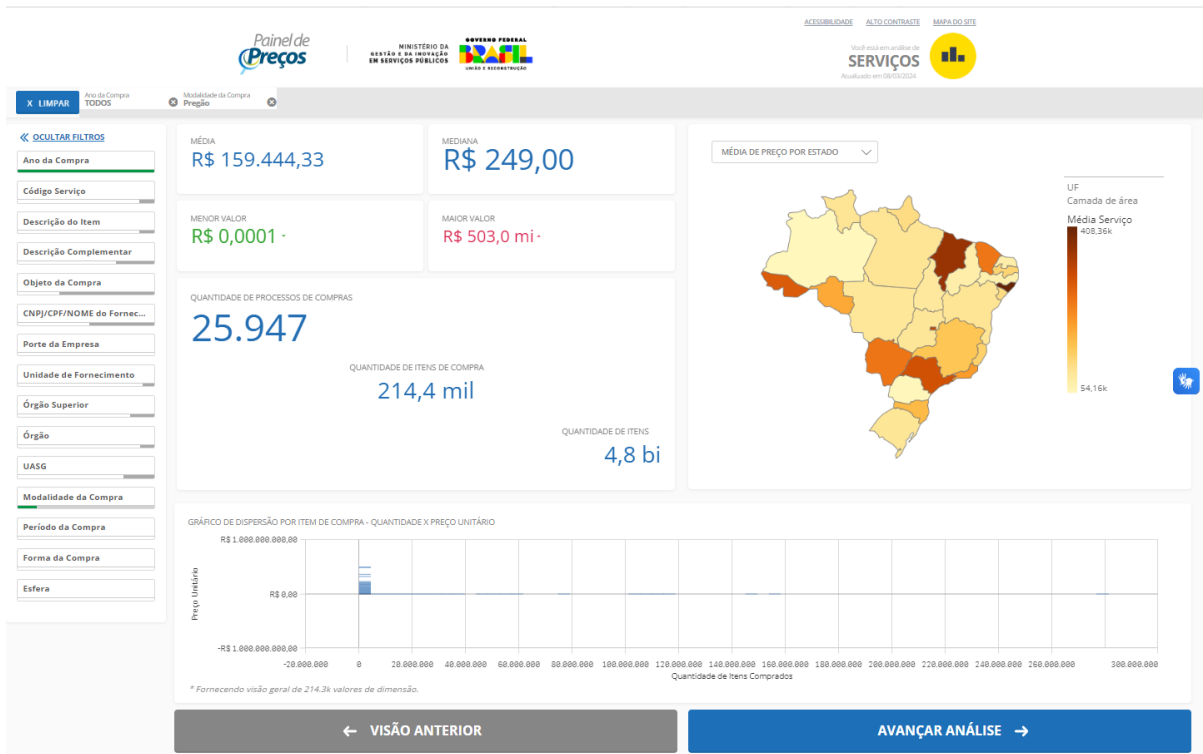 ACESSIBILIDADE ALTO CONTRASTE MAPA DO SITE
Painel de
Preços
MINISTÉRIO DA
GESTÃO E DA INOVAÇÃO
EM SERVIÇOS PÚBLICOS
GOVERNO FEDERAL
BRASIL
UNIÃO E RECONSTRUÇÃO
Você está em análise de
SERVIÇOS
Atualizado em 08/03/2024
X LIMPAR
Ano da Compra
TODOS
Modalidade da Compra
Pregão
OCULTAR FILTROS
Ano da Compra
Código Serviço
Descrição do Item
Descrição Complementar
Objeto da Compra
CNPJ/CPF/NOME do Fornec...
Porte da Empresa
Unidade de Fornecimento
Órgão Superior
Órgão
UASG
Modalidade da Compra
Período da Compra
Forma da Compra
Esfera
MÉDIA
R$ 159.444,33
MEDIANA
R$ 249,00
MENOR VALOR
R$ 0,0001 -
MAIOR VALOR
R$ 503,0 mi -
QUANTIDADE DE PROCESSOS DE COMPRAS
25.947
QUANTIDADE DE ITENS DE COMPRA
214,4 mil
QUANTIDADE DE ITENS
4,8 bi
MÉDIA DE PREÇO POR ESTADO
UF
Camada de área
Média Serviço
408,36k
54,16k
GRÁFICO DE DISPERSÃO POR ITEM DE COMPRA - QUANTIDADE X PREÇO UNITÁRIO
Preço Unitário
R$ 1.000.000.000,00
R$ 0,00
-R$ 1.000.000.000,00
-20.000.000 0 20.000.000 40.000.000 60.000.000 80.000.000 100.000.000 120.000.000 140.000.000 160.000.000 180.000.000 200.000.000 220.000.000 240.000.000 260.000.000 300.000.000
Quantidade de Itens Comprados
* Fornecendo visão geral de 214.3k valores de dimensão.
← VISÃO ANTERIOR
AVANÇAR ANÁLISE →